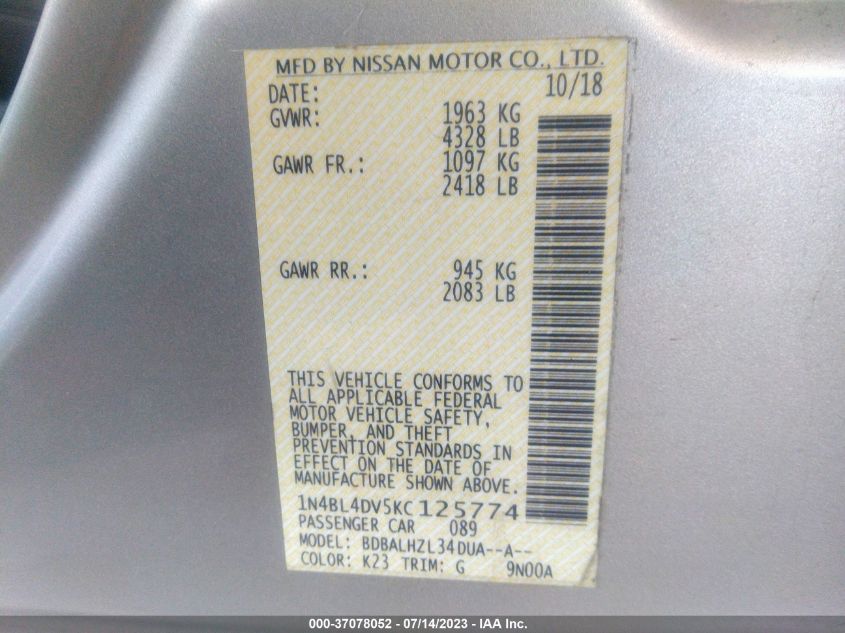 MFD BY NISSAN MOTOR CO., LTD.
DATE: 10/18
GVWR: 1963 KG
4328 LB
GAWR FR.: 1097 KG
2418 LB
GAWR RR.: 945 KG
2083 LB
THIS VEHICLE CONFORMS TO
ALL APPLICABLE FEDERAL
MOTOR VEHICLE SAFETY,
BUMPER, AND THEFT
PREVENTION STANDARDS IN
EFFECT ON THE DATE OF
MANUFACTURE SHOWN ABOVE.
1N4BL4DV5KC125774
PASSENGER CAR 089
MODEL: BDBALHZL34DUA--A--
COLOR: K23 TRIM: G 9N00A
000-37078052 / 07/14/2023 - IAA Inc.